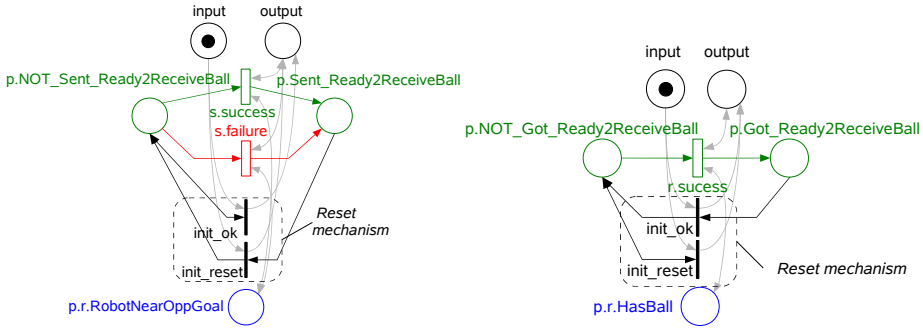 input output
p.NOT_Sent_Ready2ReceiveBall p.Sent_Ready2ReceiveBall
s.success
s.failure
Reset
mechanism
init_ok
init_reset
p.r.RobotNearOppGoal
input output
p.NOT_Got_Ready2ReceiveBall p.Got_Ready2ReceiveBall
r.sucess
init_ok
init_reset
Reset mechanism
p.r.HasBall